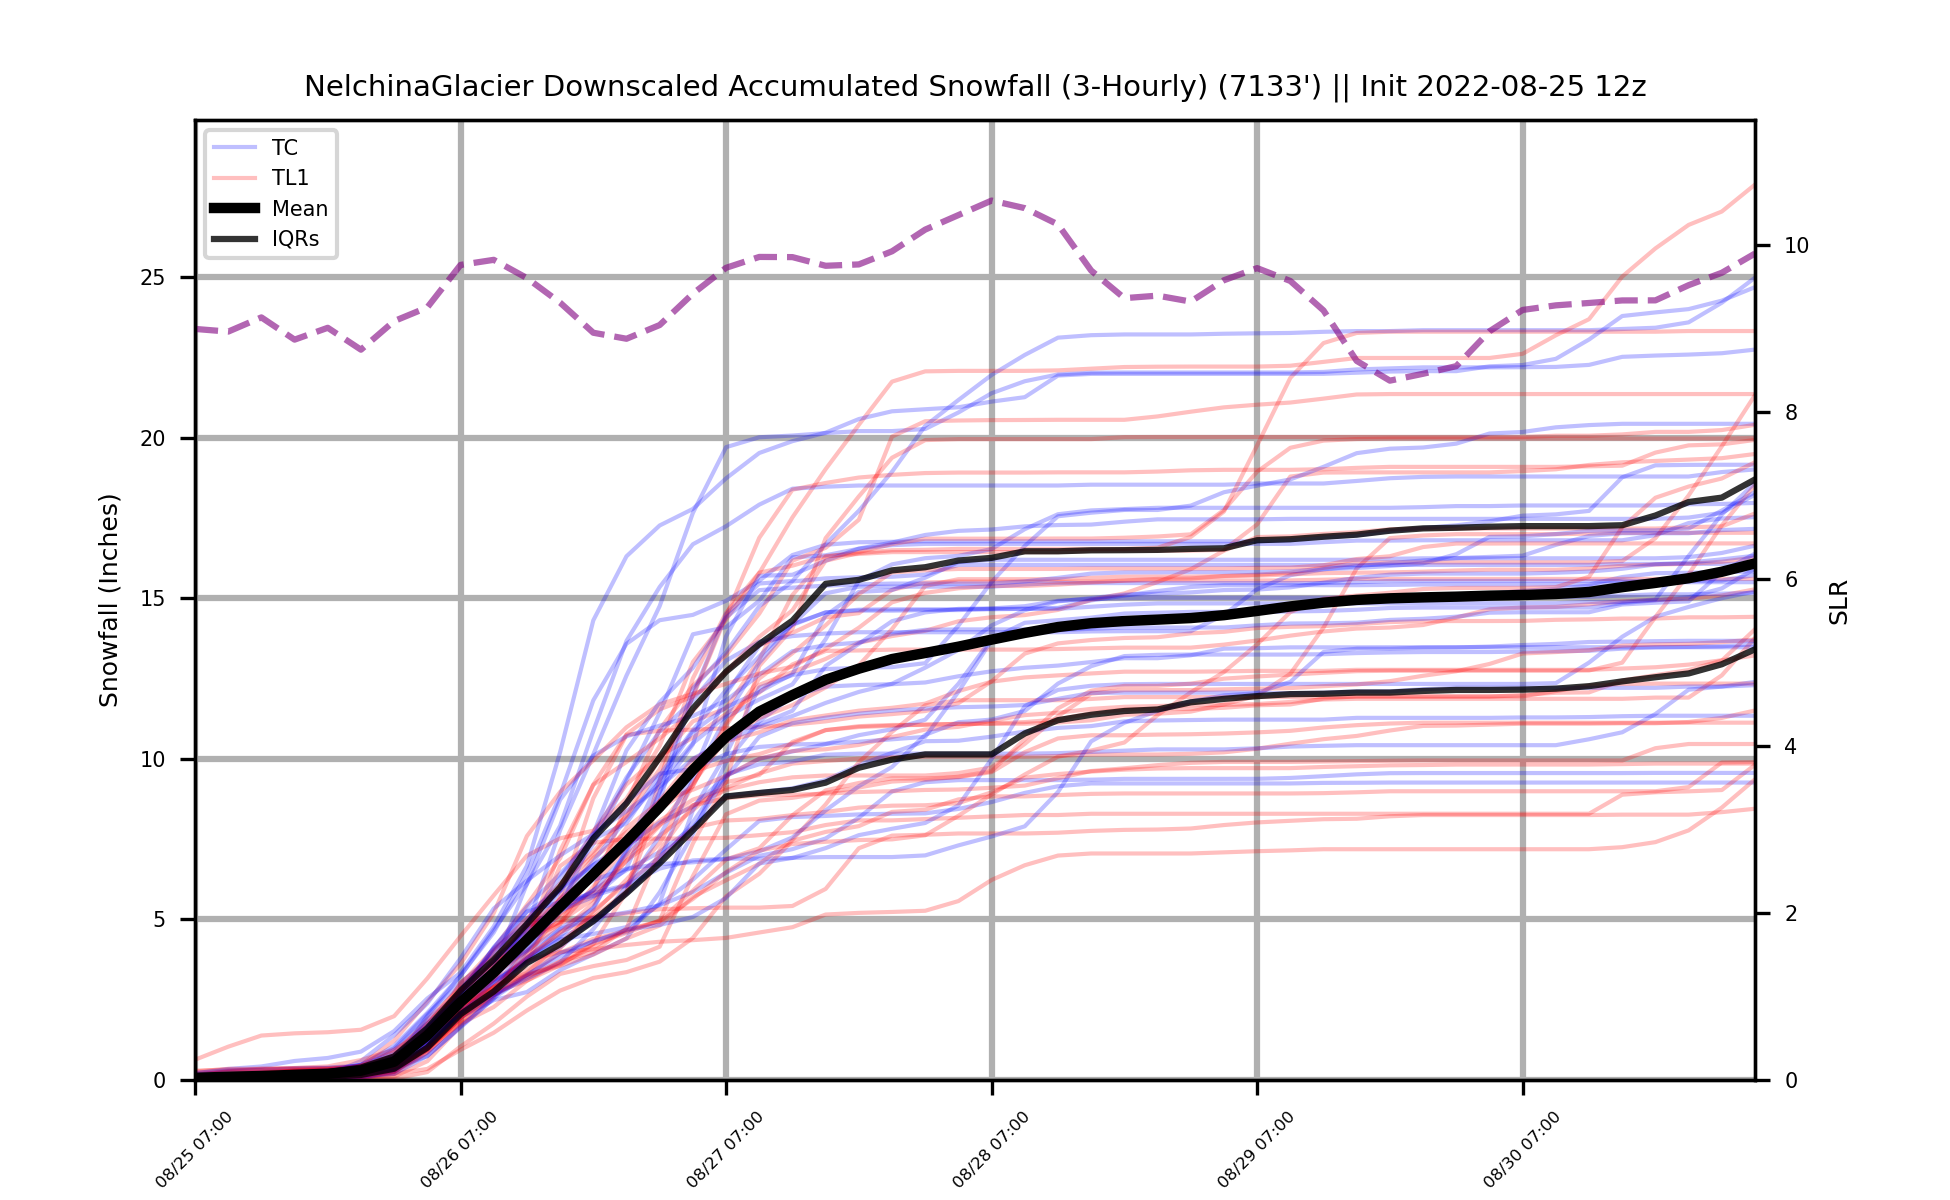 NelchinaGlacier Downscaled Accumulated Snowfall (3-Hourly) (7133') || Init 2022-08-25 12z
TC
TL1
Mean
IQRs
Snowfall (Inches)
25
20
15
10
5
0
SLR
10
8
6
4
2
0
08/25 07:00
08/26 07:00
08/27 07:00
08/28 07:00
08/29 07:00
08/30 07:00